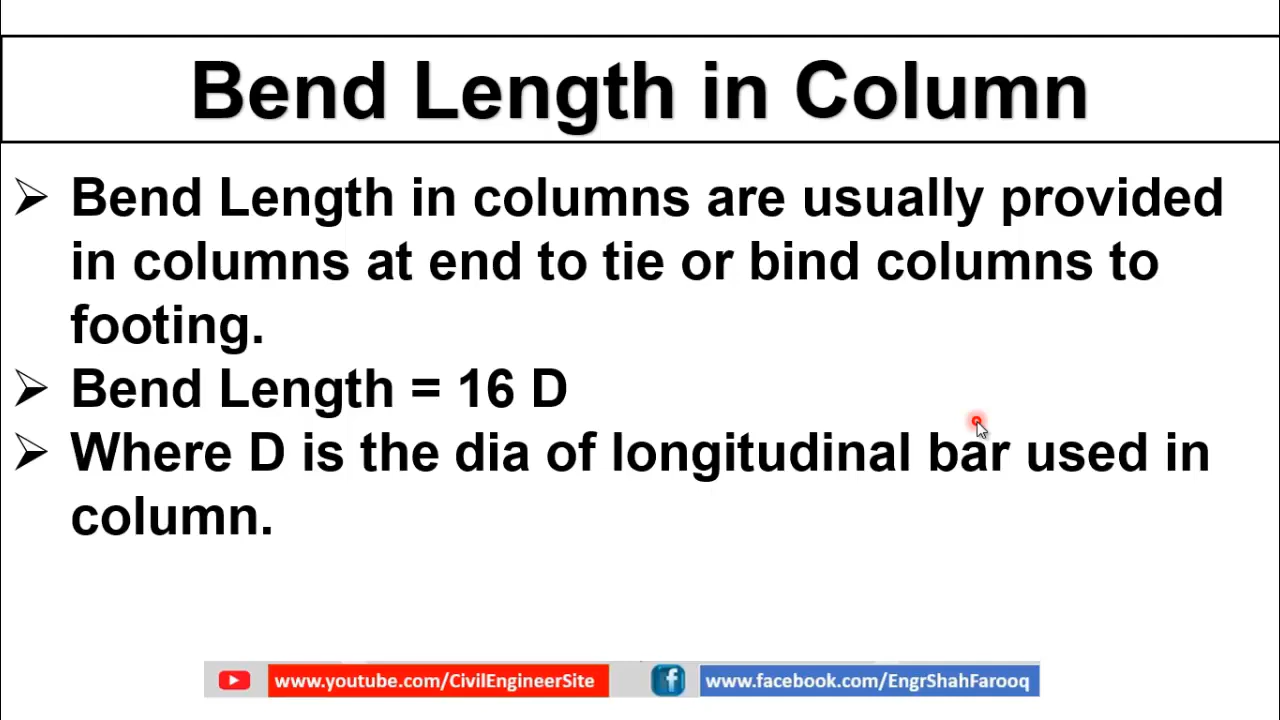 Bend Length in Column
➢ Bend Length in columns are usually provided
in columns at end to tie or bind columns to
footing.
➢ Bend Length = 16 D
➢ Where D is the dia of longitudinal bar used in
column.
www.youtube.com/CivilEngineerSite
www.facebook.com/EngrShahFarooq